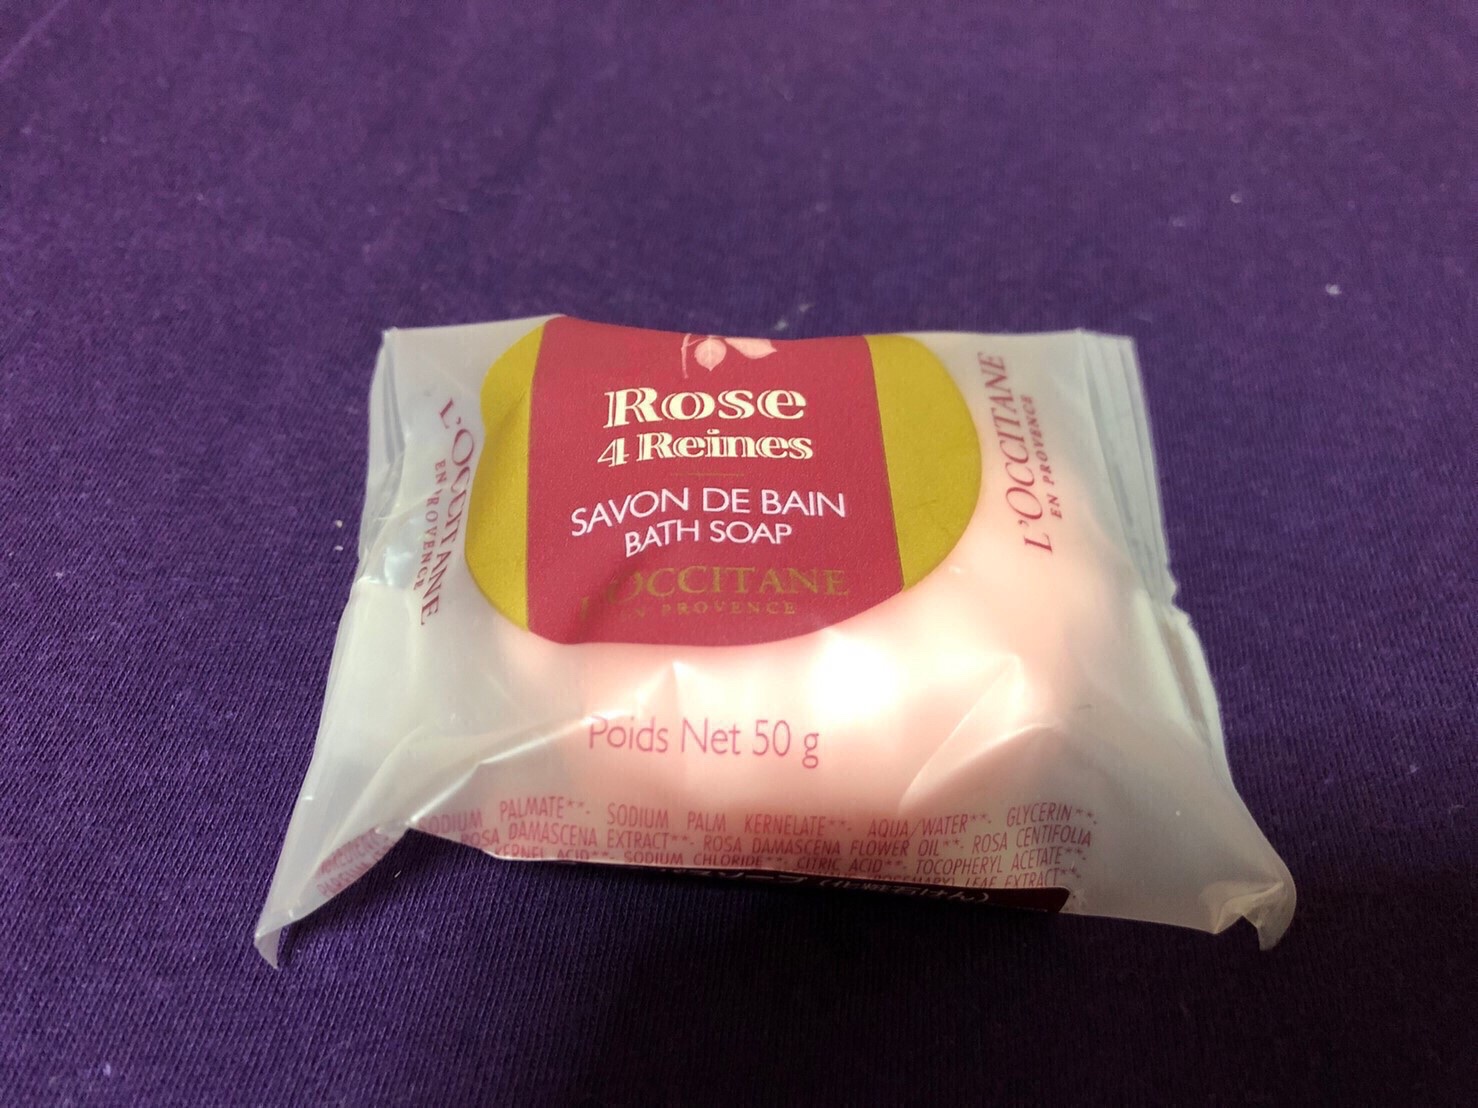 Rose
4 Reines
SAVON DE BAIN
BATH SOAP
L'OCCITANE
EN PROVENCE
L'OCCITANE
EN PROVENCE
L'OCCITANE
EN PROVENCE
Poids Net 50 g
PALMATE**· SODIUM PALM KERNELATE**· AQUA/WATER**· GLYCERIN**·
ROSA DAMASCENA EXTRACT**· ROSA DAMASCENA FLOWER OIL**· ROSA CENTIFOLIA
KERNEL ACID**· SODIUM CHLORIDE**· CITRIC ACID**· TOCOPHERYL ACETATE**·
LEAF EXTRACT**·